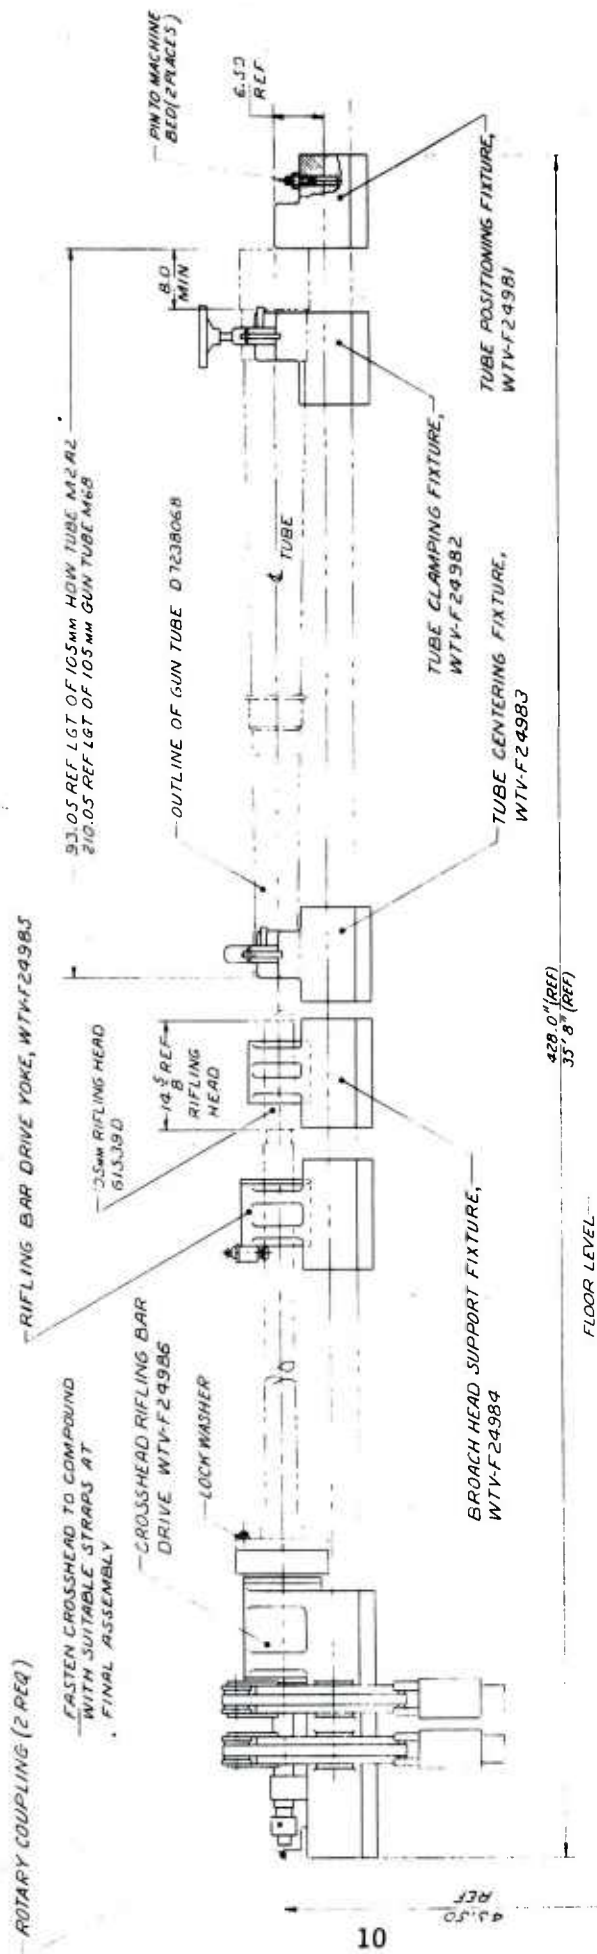 ROTARY COUPLING (2 REQ)
FASTEN CROSSHEAD TO COMPOUND
WITH SUITABLE STRAPS AT
FINAL ASSEMBLY
CROSSHEAD RIFLING BAR
DRIVE WTV-F24986
LOCKWASHER
RIFLING BAR DRIVE YOKE, WTV-F24985
105MM RIFLING HEAD
14 5/8 REF
RIFLING
HEAD
93.05 REF LGT OF 105MM HOW TUBE M2A2
210.05 REF LGT OF 105MM GUN TUBE M68
OUTLINE OF GUN TUBE D7238068
℄ TUBE
8.0
MIN
PIN TO MACHINE
BED (2 PLACES)
6.50
REF
TUBE POSITIONING FIXTURE,
WTV-F24981
TUBE CLAMPING FIXTURE,
WTV-F24982
TUBE CENTERING FIXTURE,
WTV-F24983
BROACH HEAD SUPPORT FIXTURE,
WTV-F24984
428.0" (REF)
35' 8" (REF)
FLOOR LEVEL
REF
10